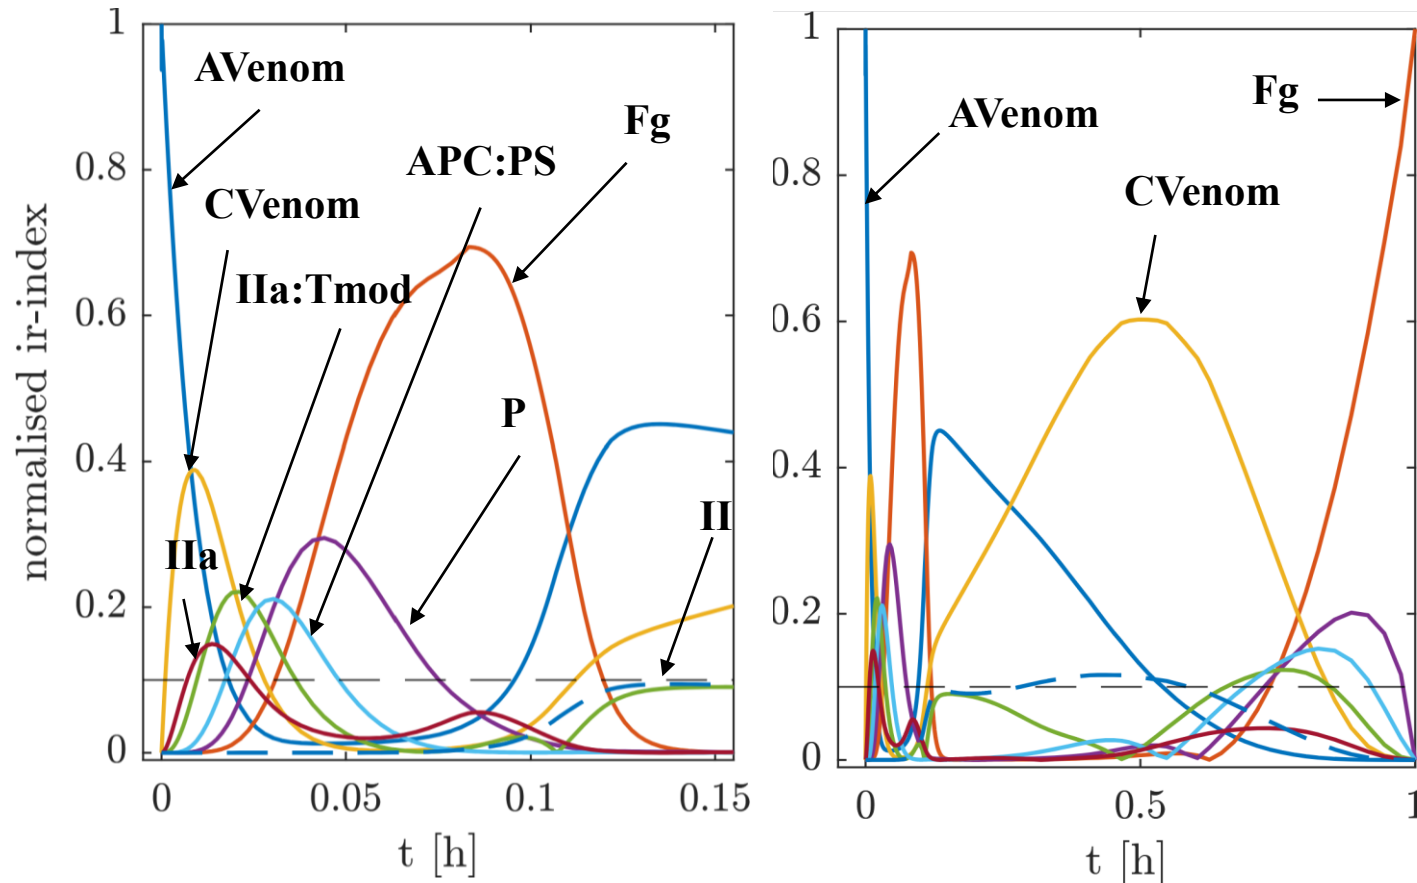 1
AVenom
Fg
APC:PS
0.8
CVenom
IIa:Tmod
0.6
P
0.4
II
IIa
0.2
0
0
0.05
0.1
0.15
t [h]
normalised ir-index
1
Fg
AVenom
0.8
CVenom
0.6
0.4
0.2
0
0
0.5
1
t [h]